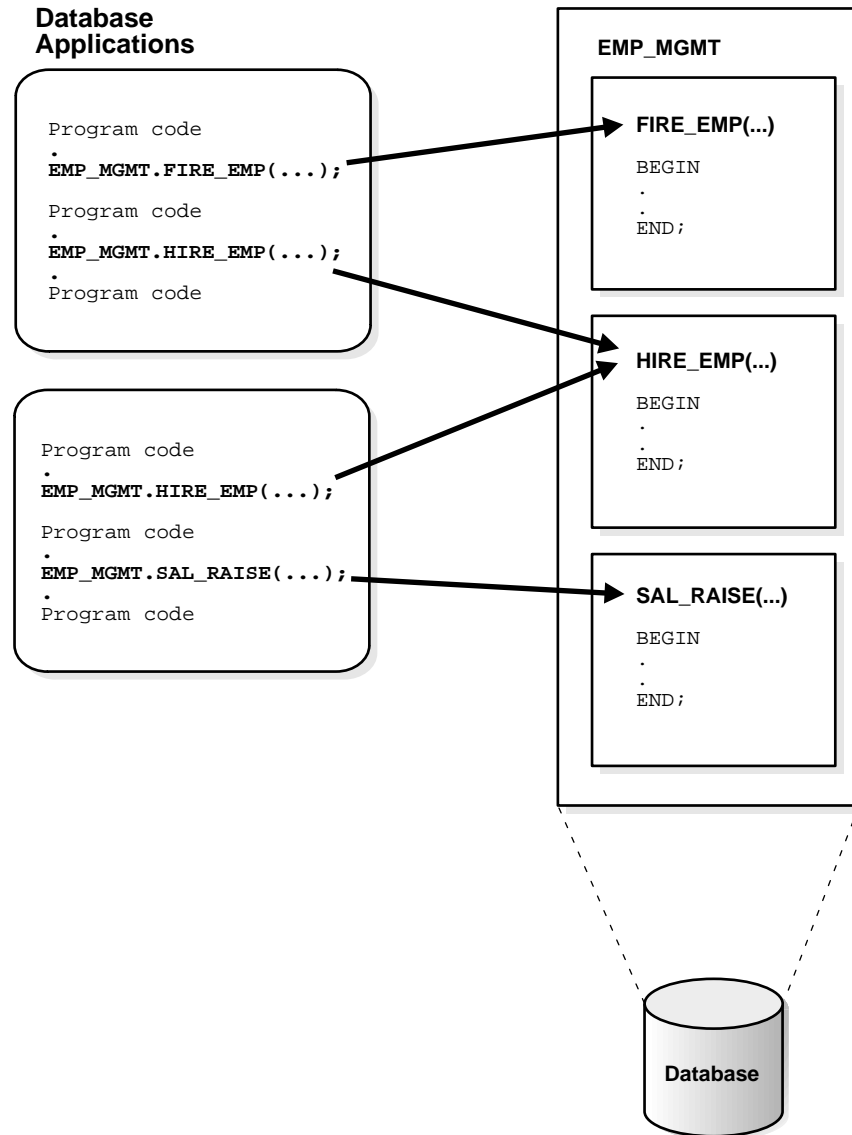 Database
Applications
Program code
.
EMP_MGMT.FIRE_EMP(...);
Program code
.
EMP_MGMT.HIRE_EMP(...);
.
Program code
Program code
.
EMP_MGMT.HIRE_EMP(...);
Program code
.
EMP_MGMT.SAL_RAISE(...);
.
Program code
EMP_MGMT
FIRE_EMP(...)
BEGIN
.
.
END;
HIRE_EMP(...)
BEGIN
.
.
END;
SAL_RAISE(...)
BEGIN
.
.
END;
Database